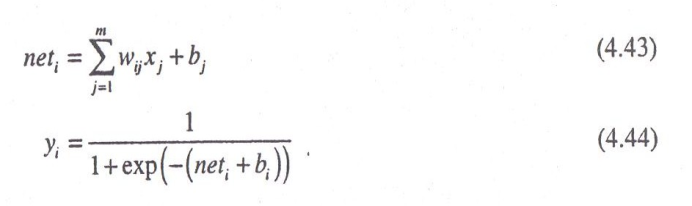 net_i = \sum_{j=1}^{m} w_{ij} x_j + b_j (4.43)
y_i = \frac{1}{1+\exp(-(net_i + b_i))} . (4.44)